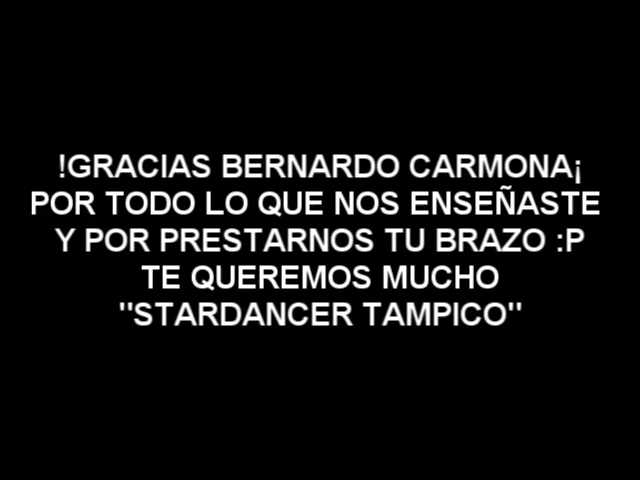 !GRACIAS BERNARDO CARMONA¡
POR TODO LO QUE NOS ENSEÑASTE
Y POR PRESTARNOS TU BRAZO :P
TE QUEREMOS MUCHO
"STARDANCER TAMPICO"